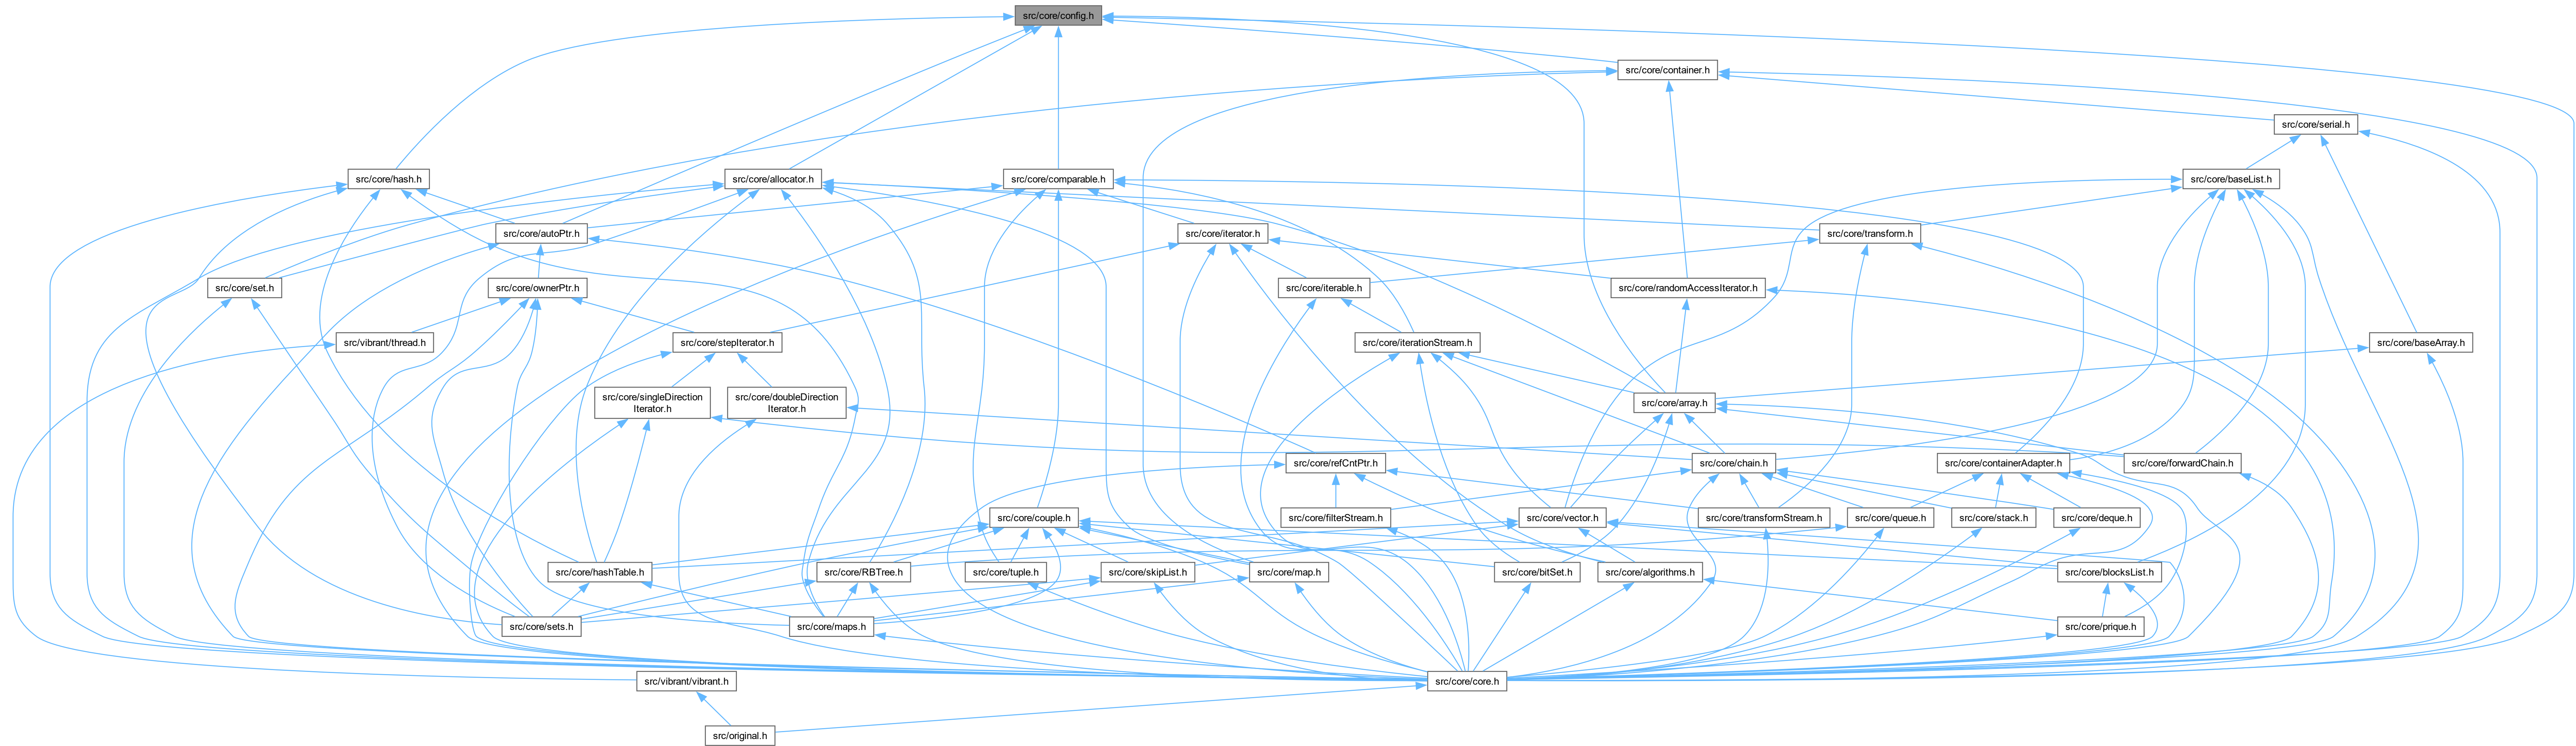 src/core/config.h
src/core/container.h
src/core/serial.h
src/core/hash.h
src/core/allocator.h
src/core/comparable.h
src/core/baseList.h
src/core/autoPtr.h
src/core/iterator.h
src/core/transform.h
src/core/set.h
src/core/ownerPtr.h
src/core/iterable.h
src/core/randomAccessIterator.h
src/vibrant/thread.h
src/core/stepIterator.h
src/core/iterationStream.h
src/core/baseArray.h
src/core/singleDirection
Iterator.h
src/core/doubleDirection
Iterator.h
src/core/array.h
src/core/refCntPtr.h
src/core/chain.h
src/core/containerAdapter.h
src/core/forwardChain.h
src/core/couple.h
src/core/filterStream.h
src/core/vector.h
src/core/transformStream.h
src/core/queue.h
src/core/stack.h
src/core/deque.h
src/core/hashTable.h
src/core/RBTree.h
src/core/tuple.h
src/core/skipList.h
src/core/map.h
src/core/bitSet.h
src/core/algorithms.h
src/core/blocksList.h
src/core/sets.h
src/core/maps.h
src/core/prique.h
src/vibrant/vibrant.h
src/core/core.h
src/original.h